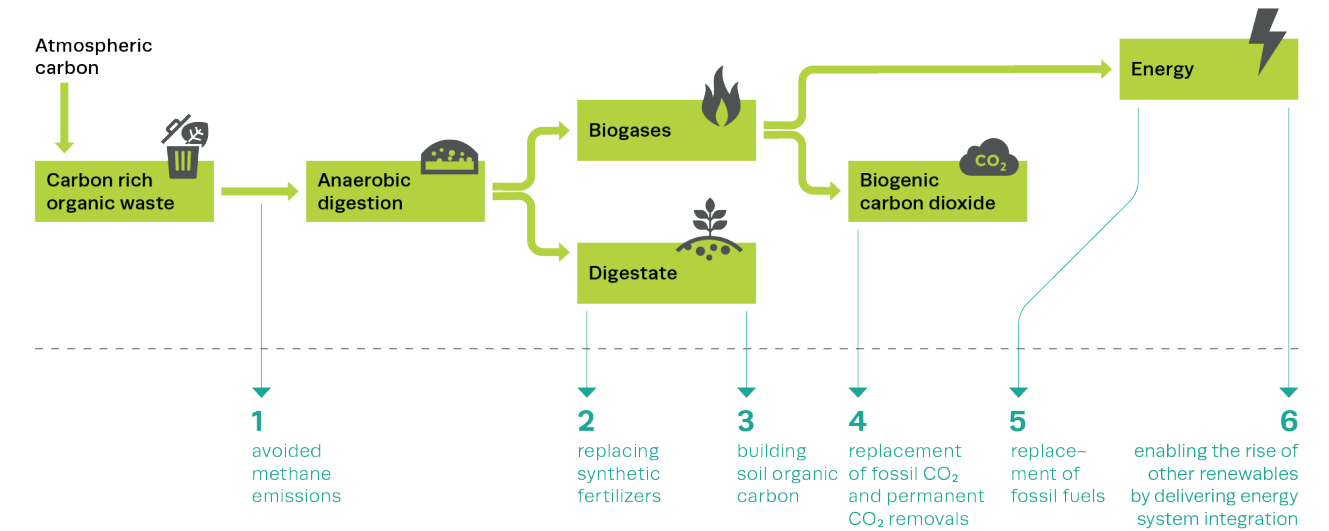 Atmospheric
carbon
Carbon rich
organic waste
Anaerobic
digestion
Biogases
Digestate
Biogenic
carbon dioxide
CO₂
Energy
1
avoided
methane
emissions
2
replacing
synthetic
fertilizers
3
building
soil organic
carbon
4
replacement
of fossil CO₂
and permanent
CO₂ removals
5
replace–
ment of
fossil fuels
6
enabling the rise of
other renewables
by delivering energy
system integration